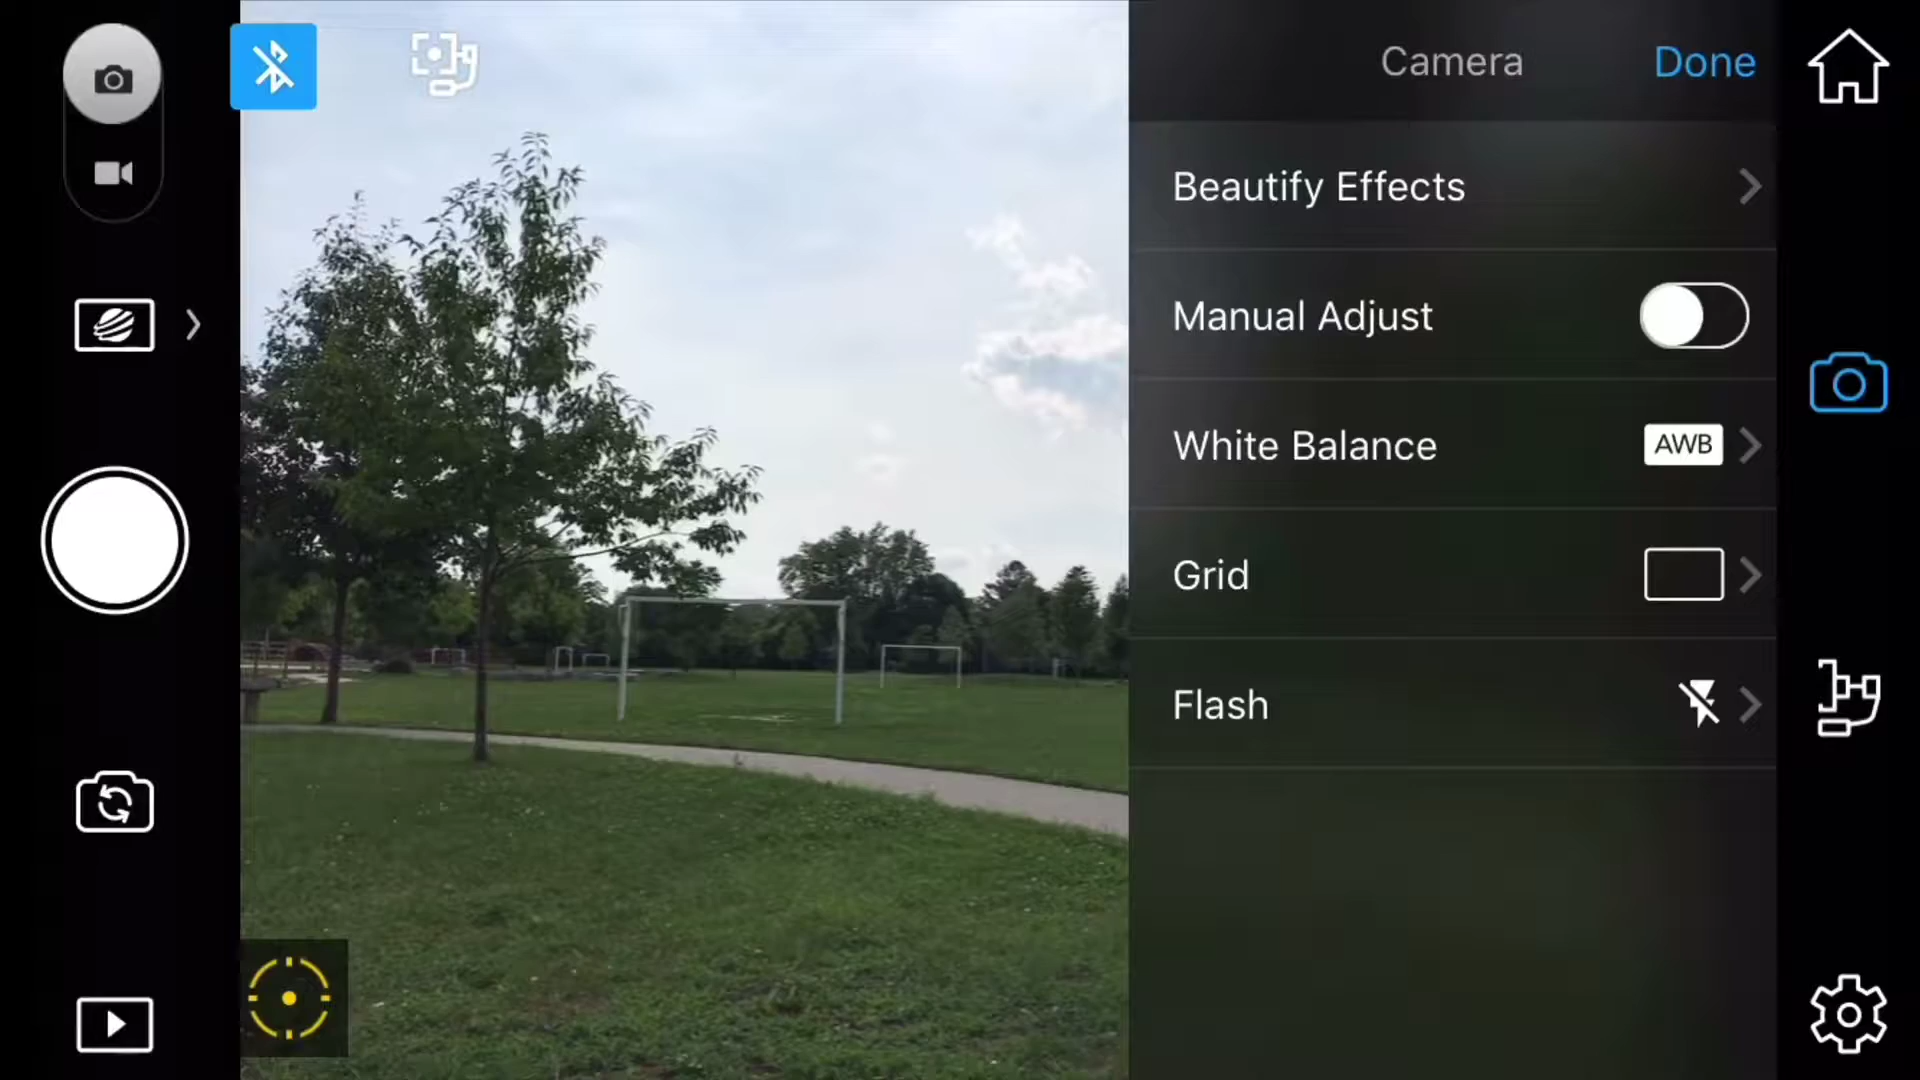 Camera
Done
Beautify Effects
Manual Adjust
White Balance
AWB
Grid
Flash